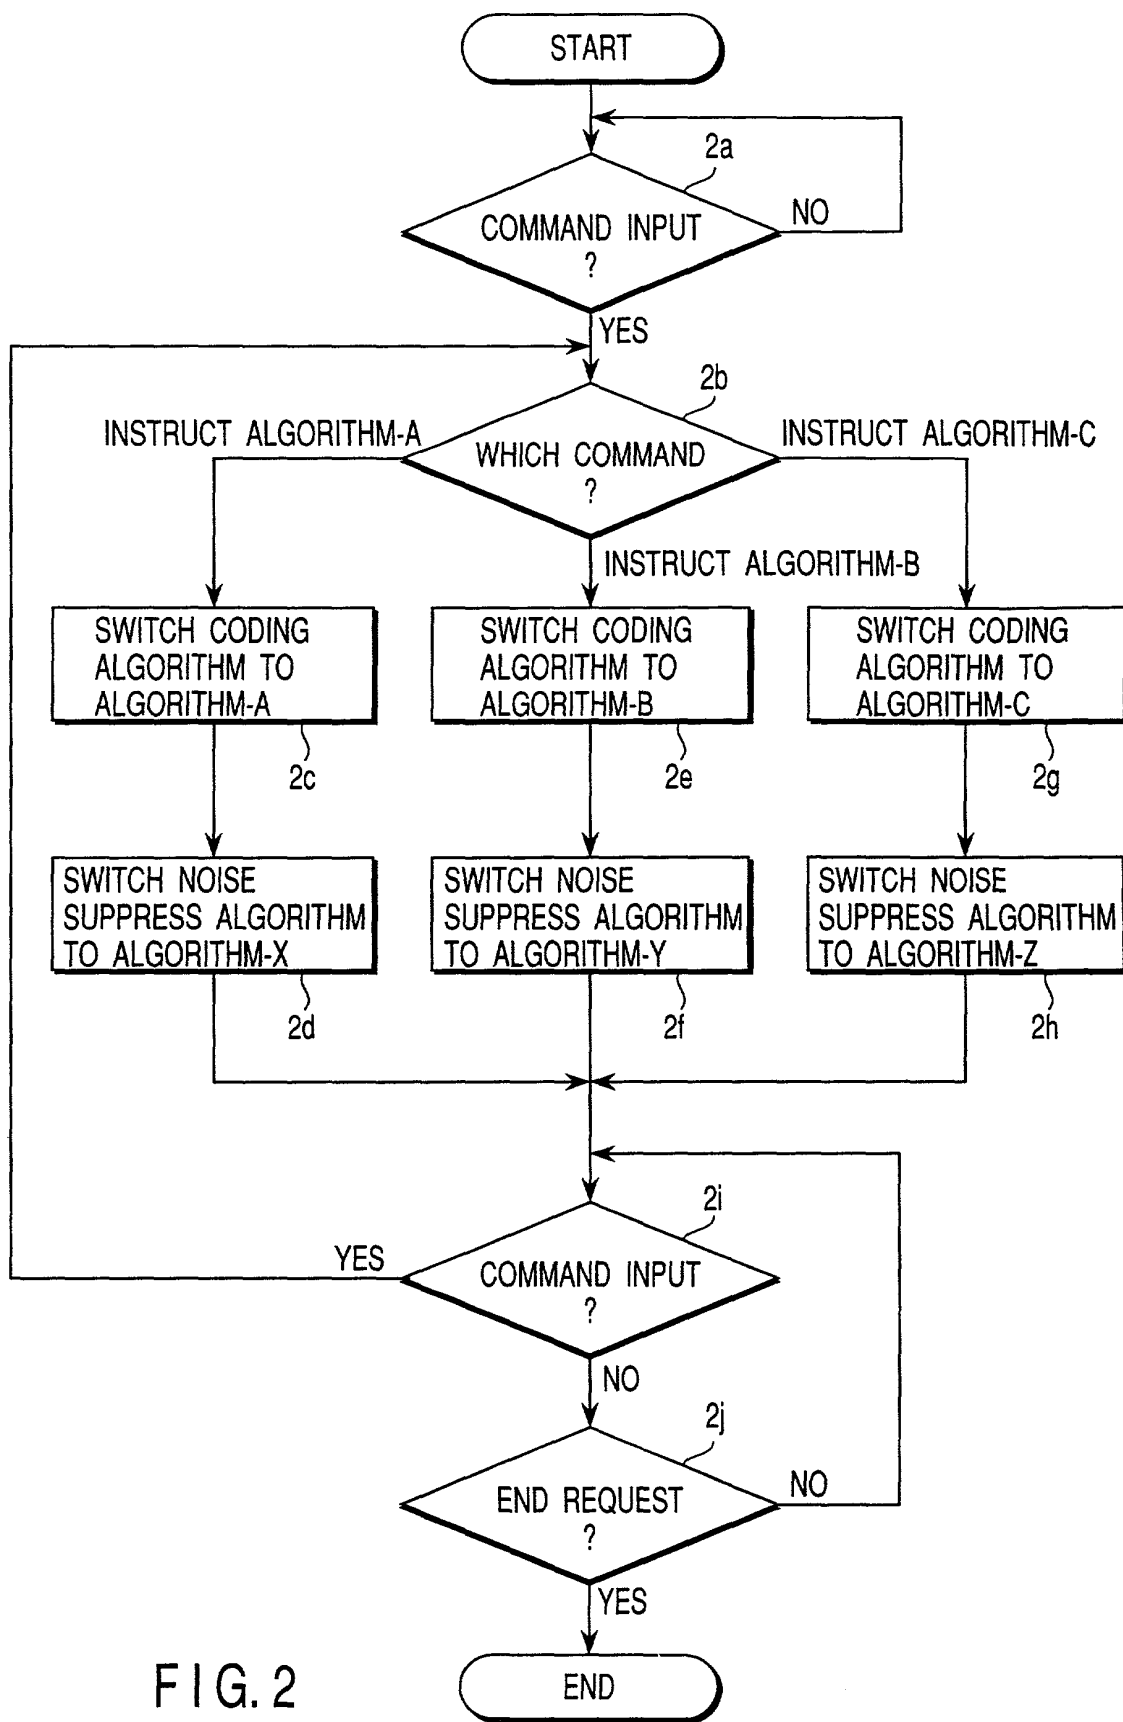 START
2a
COMMAND INPUT
?
NO
YES
2b
INSTRUCT ALGORITHM-A
WHICH COMMAND
?
INSTRUCT ALGORITHM-C
INSTRUCT ALGORITHM-B
SWITCH CODING
ALGORITHM TO
ALGORITHM-A
2c
SWITCH CODING
ALGORITHM TO
ALGORITHM-B
2e
SWITCH CODING
ALGORITHM TO
ALGORITHM-C
2g
SWITCH NOISE
SUPPRESS ALGORITHM
TO ALGORITHM-X
2d
SWITCH NOISE
SUPPRESS ALGORITHM
TO ALGORITHM-Y
2f
SWITCH NOISE
SUPPRESS ALGORITHM
TO ALGORITHM-Z
2h
2i
YES
COMMAND INPUT
?
NO
2j
END REQUEST
?
NO
YES
END
FIG. 2